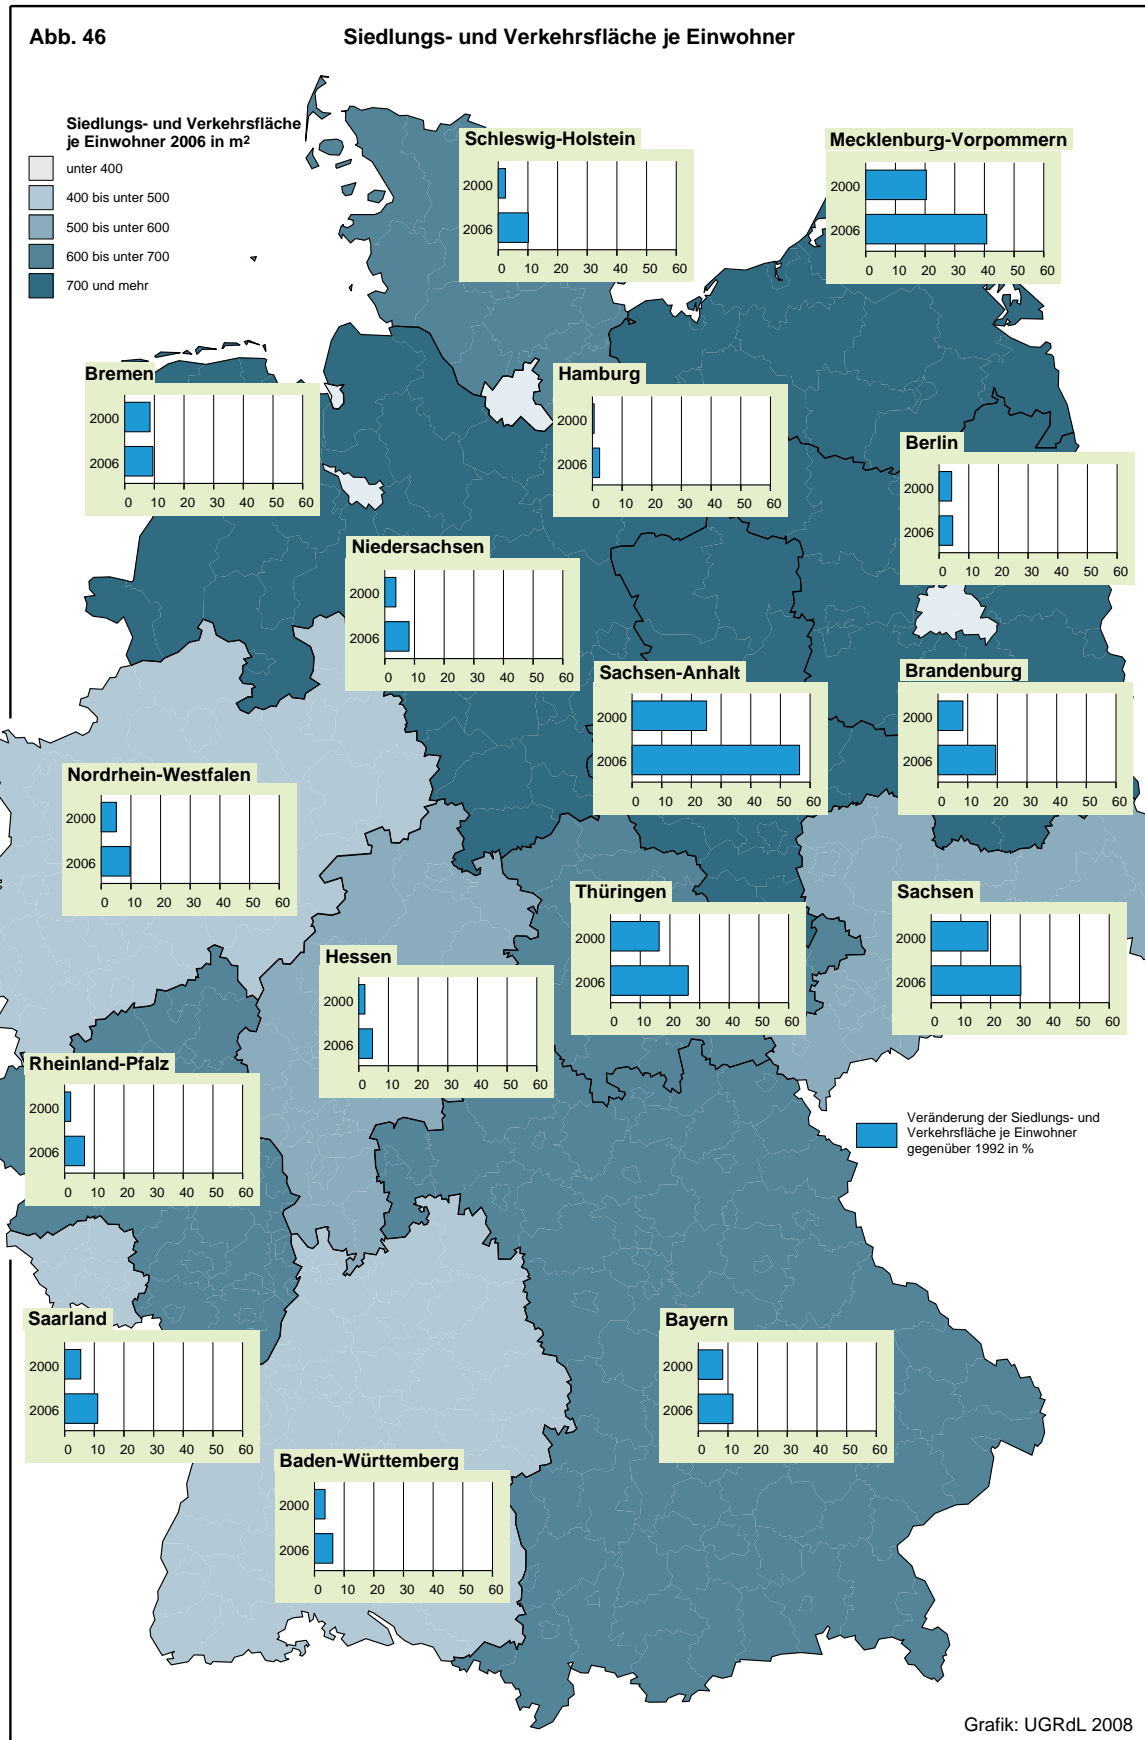 Abb. 46
Siedlungs- und Verkehrsfläche je Einwohner
Siedlungs- und Verkehrsfläche
je Einwohner 2006 in m²
unter 400
400 bis unter 500
500 bis unter 600
600 bis unter 700
700 und mehr
Schleswig-Holstein
2000
2006
0 10 20 30 40 50 60
Mecklenburg-Vorpommern
2000
2006
0 10 20 30 40 50 60
Bremen
2000
2006
0 10 20 30 40 50 60
Hamburg
2000
2006
0 10 20 30 40 50 60
Berlin
2000
2006
0 10 20 30 40 50 60
Niedersachsen
2000
2006
0 10 20 30 40 50 60
Sachsen-Anhalt
2000
2006
0 10 20 30 40 50 60
Brandenburg
2000
2006
0 10 20 30 40 50 60
Nordrhein-Westfalen
2000
2006
0 10 20 30 40 50 60
Thüringen
2000
2006
0 10 20 30 40 50 60
Sachsen
2000
2006
0 10 20 30 40 50 60
Hessen
2000
2006
0 10 20 30 40 50 60
Rheinland-Pfalz
2000
2006
0 10 20 30 40 50 60
Veränderung der Siedlungs- und
Verkehrsfläche je Einwohner
gegenüber 1992 in %
Saarland
2000
2006
0 10 20 30 40 50 60
Bayern
2000
2006
0 10 20 30 40 50 60
Baden-Württemberg
2000
2006
0 10 20 30 40 50 60
Grafik: UGRdL 2008